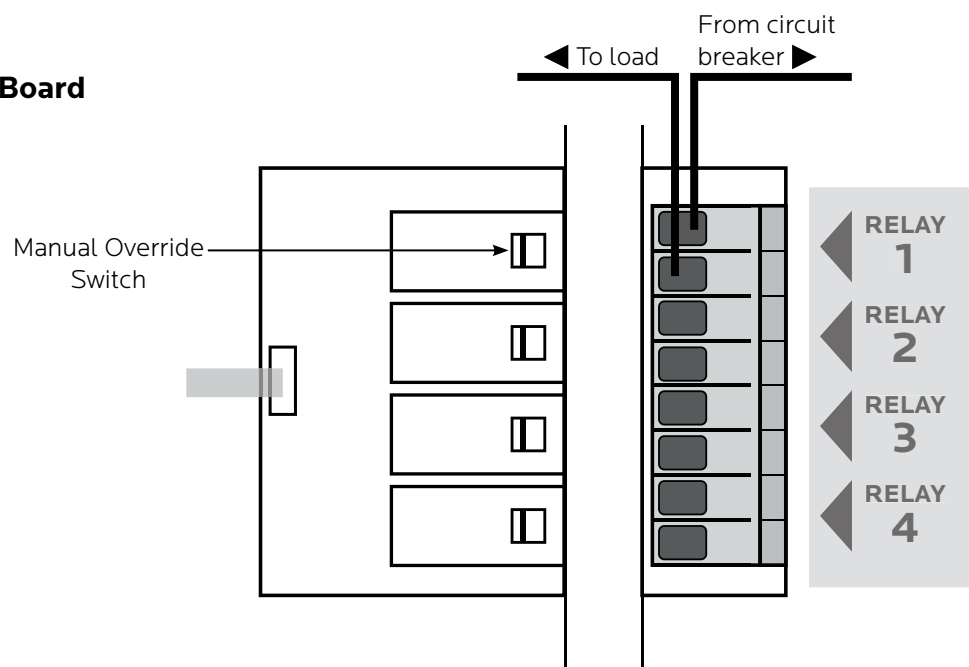 From circuit
breaker ▶
◀ To load
Board
Manual Override
Switch
RELAY
1
RELAY
2
RELAY
3
RELAY
4